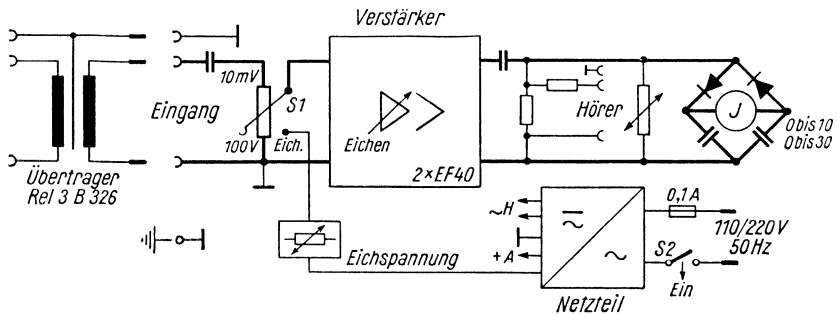 Verstärker
10mV
Eingang
S1
100V
Eich.
Eichen
2×EF40
Hörer
J
0 bis 10
0 bis 30
Übertrager
Rel 3 B 326
~H
+A
0,1A
110/220V
50Hz
S2
Ein
Eichspannung
Netzteil